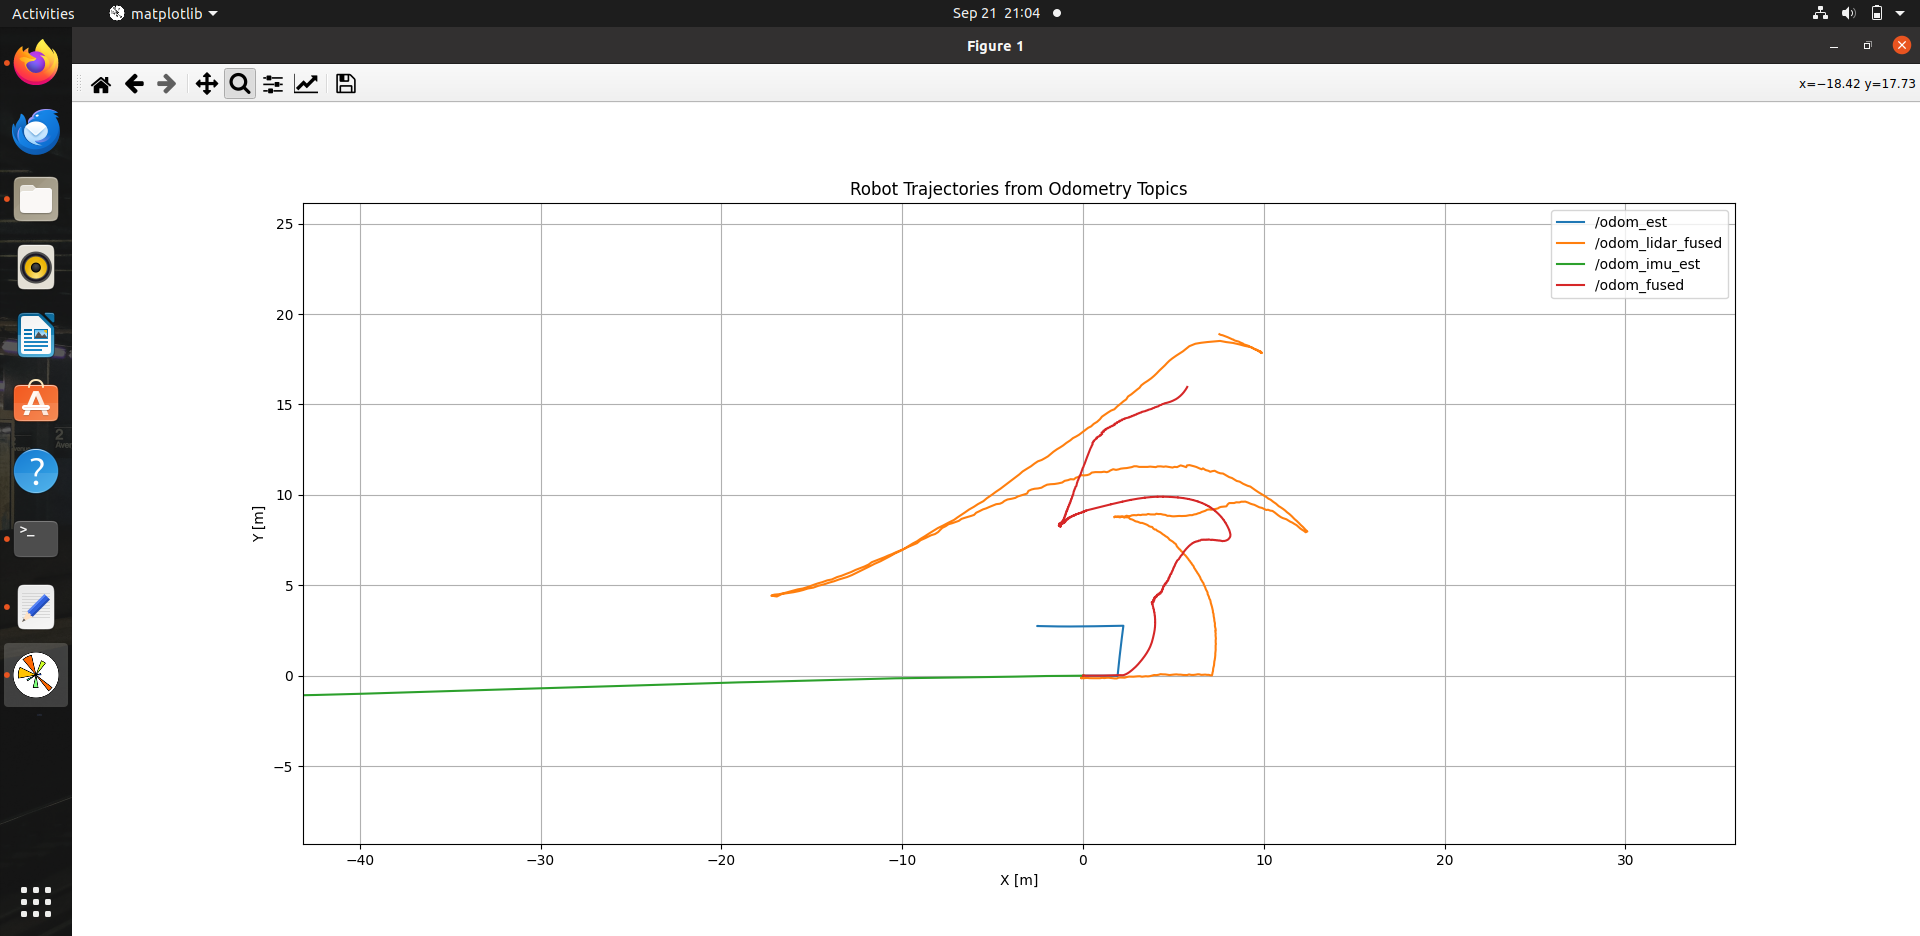 Activities
matplotlib
Sep 21 21:04
Figure 1
x=−18.42 y=17.73
Robot Trajectories from Odometry Topics
/odom_est
/odom_lidar_fused
/odom_imu_est
/odom_fused
25
20
15
10
5
0
−5
Y [m]
−40
−30
−20
−10
0
10
20
30
X [m]